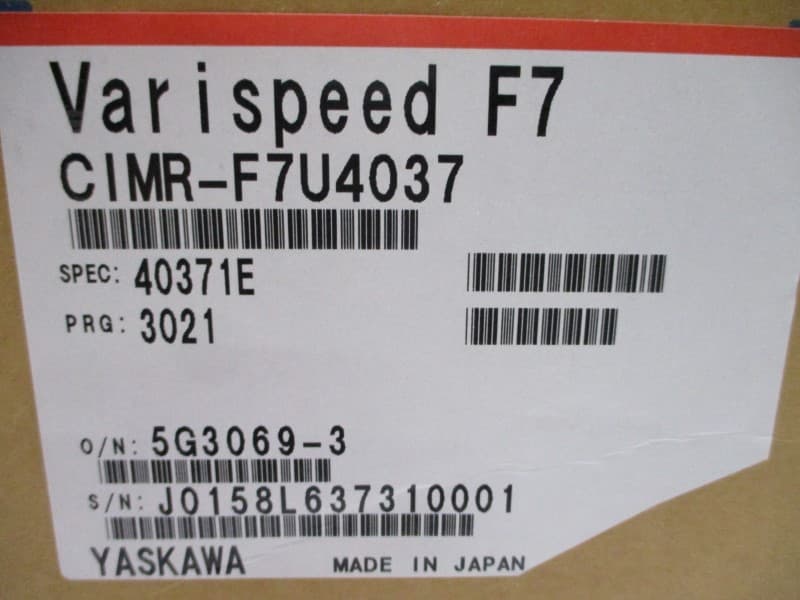 Varispeed F7
CIMR-F7U4037
SPEC: 40371E
PRG: 3021
O/N: 5G3069-3
S/N: J0158L637310001
YASKAWA MADE IN JAPAN